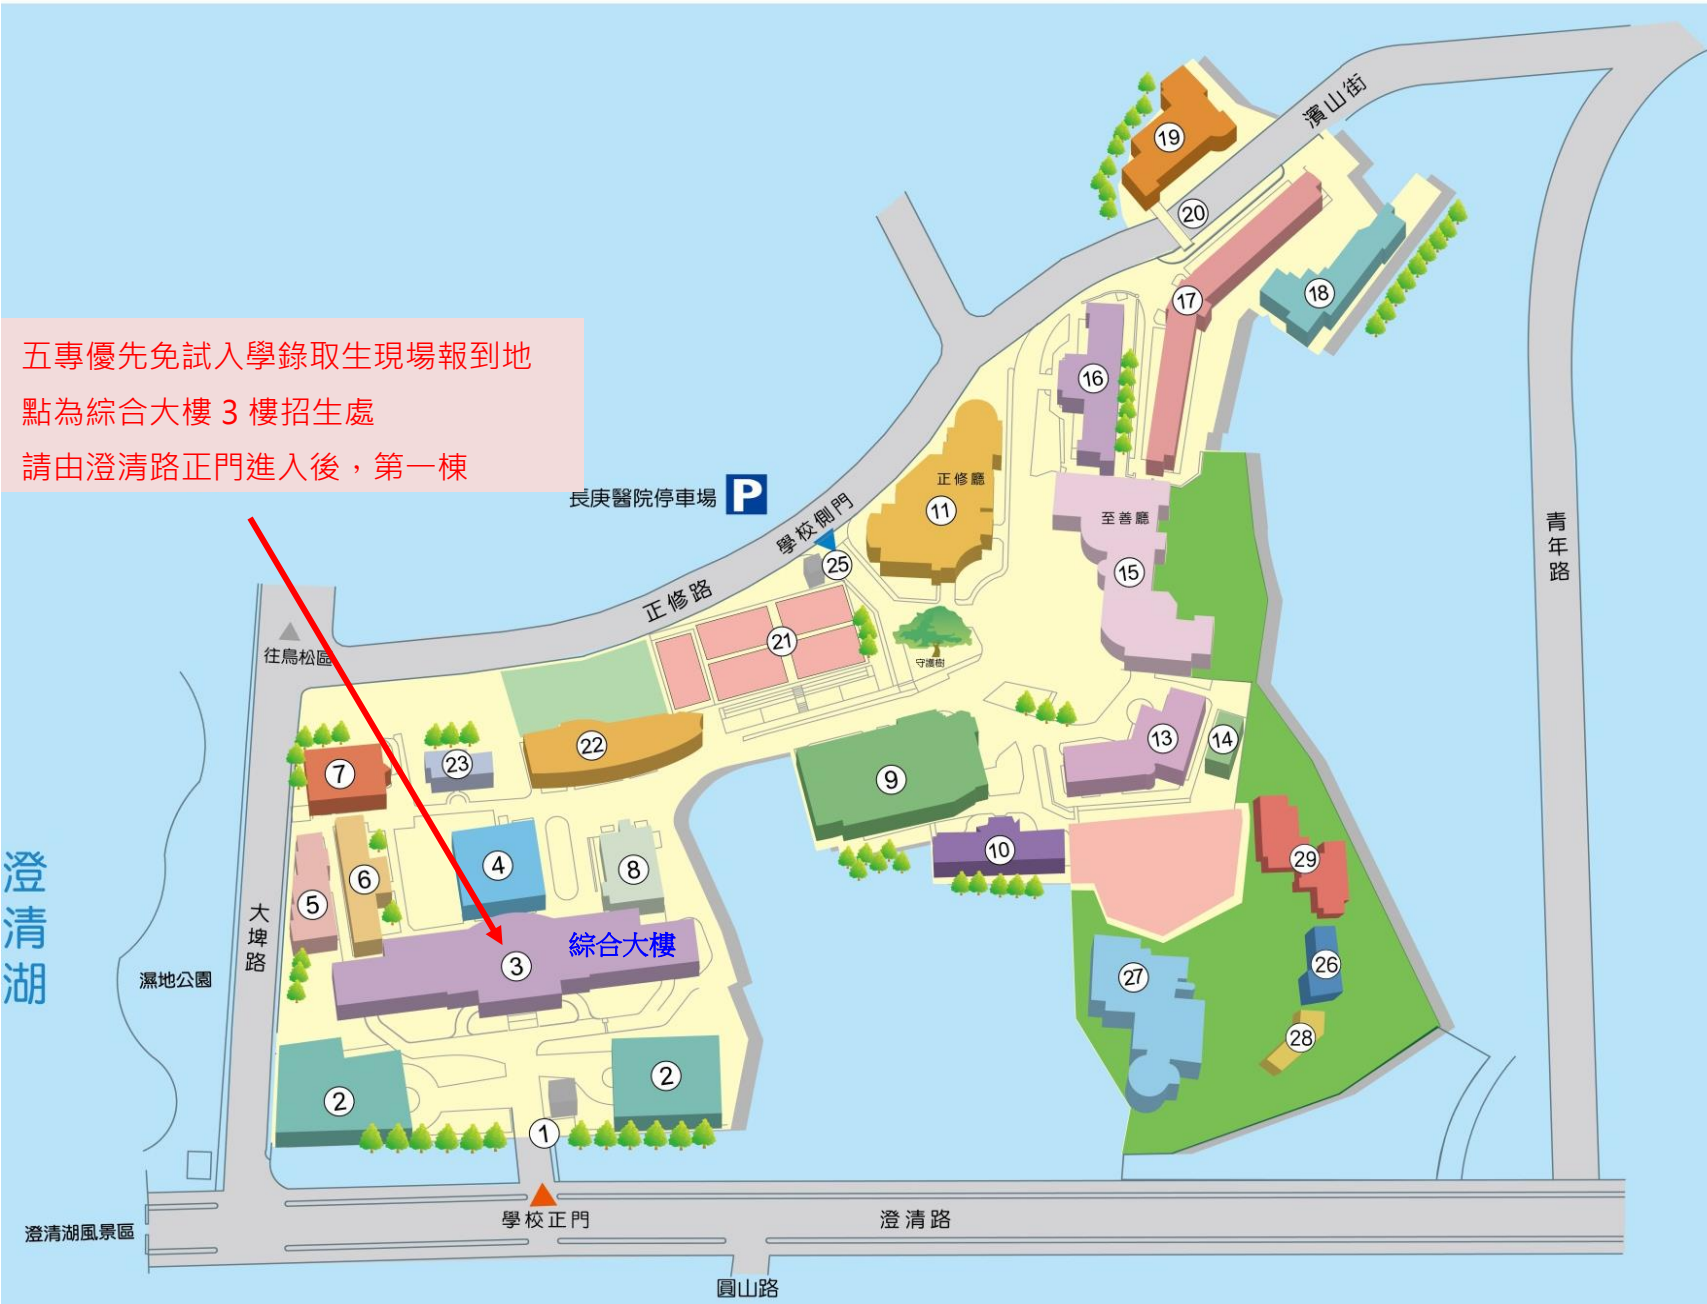 濱山街
19
20
17
18
16
五專優先免試入學錄取生現場報到地
點為綜合大樓 3 樓招生處
請由澄清路正門進入後，第一棟
長庚醫院停車場 P
學校側門
正修廳
11
至善廳
15
青年路
25
正修路
21
守護樹
往鳥松區
22
23
7
13
14
9
10
4
8
6
5
29
大埤路
澄清湖
濕地公園
綜合大樓
3
27
26
28
2
2
1
學校正門
澄清路
澄清湖風景區
圓山路